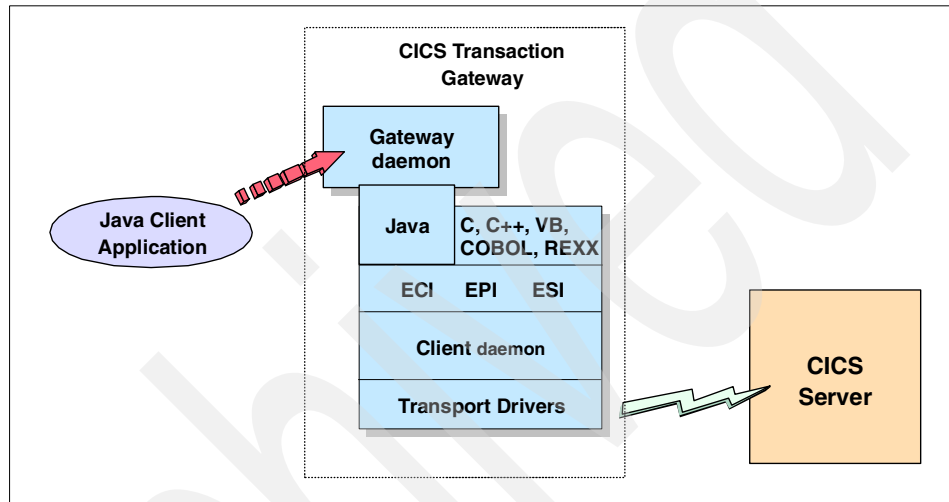 CICS Transaction
Gateway
Gateway
daemon
Java Client
Application
Java
C, C++, VB,
COBOL, REXX
ECI EPI ESI
Client daemon
Transport Drivers
CICS
Server